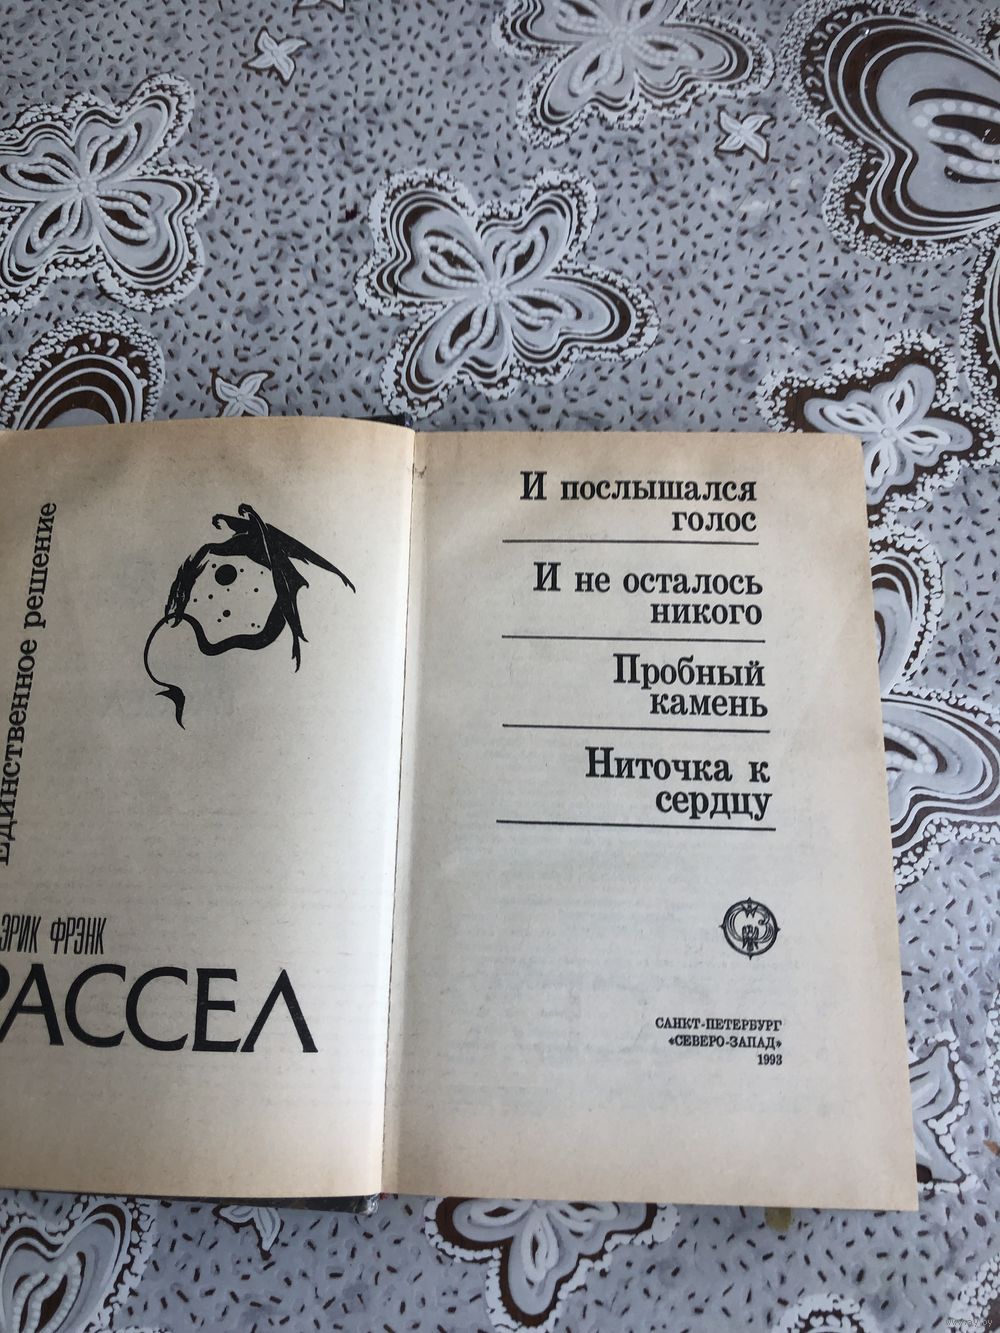 Единственное решение
ЭРИК ФРЭНК
РАССЕЛ
И послышался
голос
И не осталось
никого
Пробный
камень
Ниточка к
сердцу
САНКТ-ПЕТЕРБУРГ
«СЕВЕРО-ЗАПАД»
1993